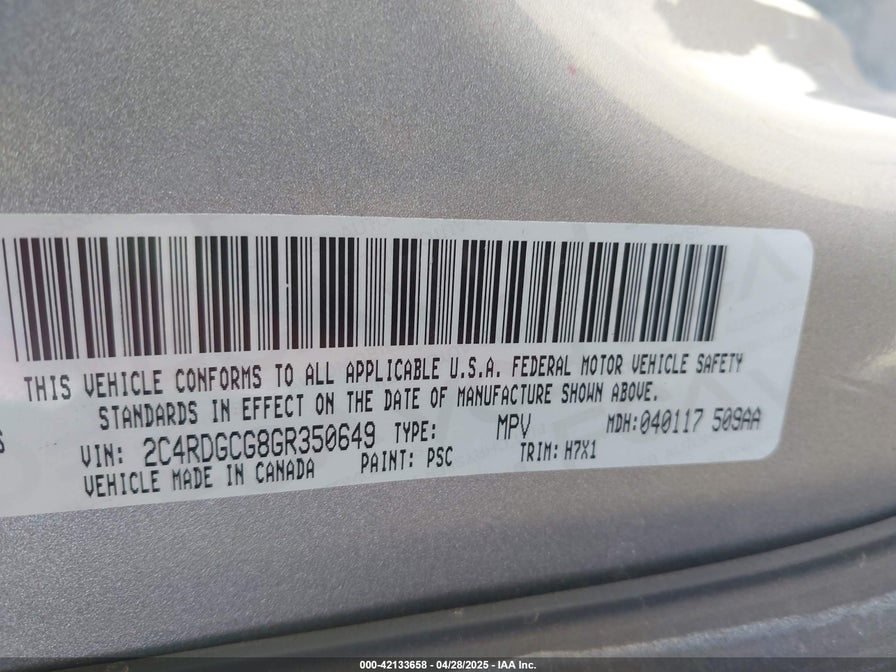 THIS VEHICLE CONFORMS TO ALL APPLICABLE U.S.A. FEDERAL MOTOR VEHICLE SAFETY
STANDARDS IN EFFECT ON THE DATE OF MANUFACTURE SHOWN ABOVE.
VIN: 2C4RDGCG8GR350649 TYPE: MPV MDH:040117 509AA
VEHICLE MADE IN CANADA PAINT: PSC TRIM: H7X1
000-42133658 - 04/28/2025 - IAA Inc.